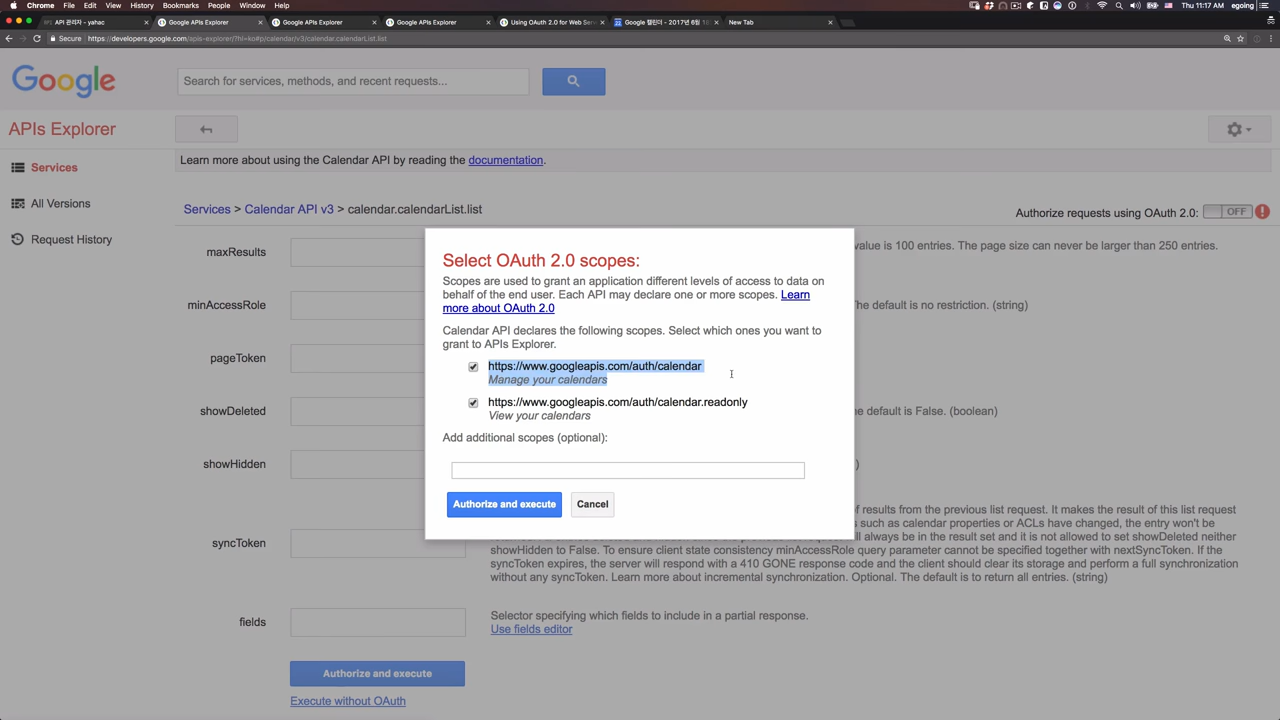 Chrome File Edit View History Bookmarks People Window Help
Thu 11:17 AM egoing
API 관리자 - yahac
Google APIs Explorer
Google APIs Explorer
Google APIs Explorer
Using OAuth 2.0 for Web Serv
Google 캘린더 - 2017년 6월 18
New Tab
Secure https://developers.google.com/apis-explorer/?hl=ko#p/calendar/v3/calendar.calendarList.list
Google
Search for services, methods, and recent requests...
APIs Explorer
Learn more about using the Calendar API by reading the documentation.
Services
All Versions
Request History
Services > Calendar API v3 > calendar.calendarList.list
Authorize requests using OAuth 2.0: OFF
maxResults
value is 100 entries. The page size can never be larger than 250 entries.
minAccessRole
The default is no restriction. (string)
pageToken
showDeleted
e default is False. (boolean)
showHidden
)
syncToken
of results from the previous list request. It makes the result of this list request
s such as calendar properties or ACLs have changed, the entry won't be
ll always be in the result set and it is not allowed to set showDeleted neither
showHidden to False. To ensure client state consistency minAccessRole query parameter cannot be specified together with nextSyncToken. If the
syncToken expires, the server will respond with a 410 GONE response code and the client should clear its storage and perform a full synchronization
without any syncToken. Learn more about incremental synchronization. Optional. The default is to return all entries. (string)
fields
Selector specifying which fields to include in a partial response.
Use fields editor
Authorize and execute
Execute without OAuth
Select OAuth 2.0 scopes:
Scopes are used to grant an application different levels of access to data on
behalf of the end user. Each API may declare one or more scopes. Learn
more about OAuth 2.0
Calendar API declares the following scopes. Select which ones you want to
grant to APIs Explorer.
https://www.googleapis.com/auth/calendar
Manage your calendars
https://www.googleapis.com/auth/calendar.readonly
View your calendars
Add additional scopes (optional):
Authorize and execute
Cancel